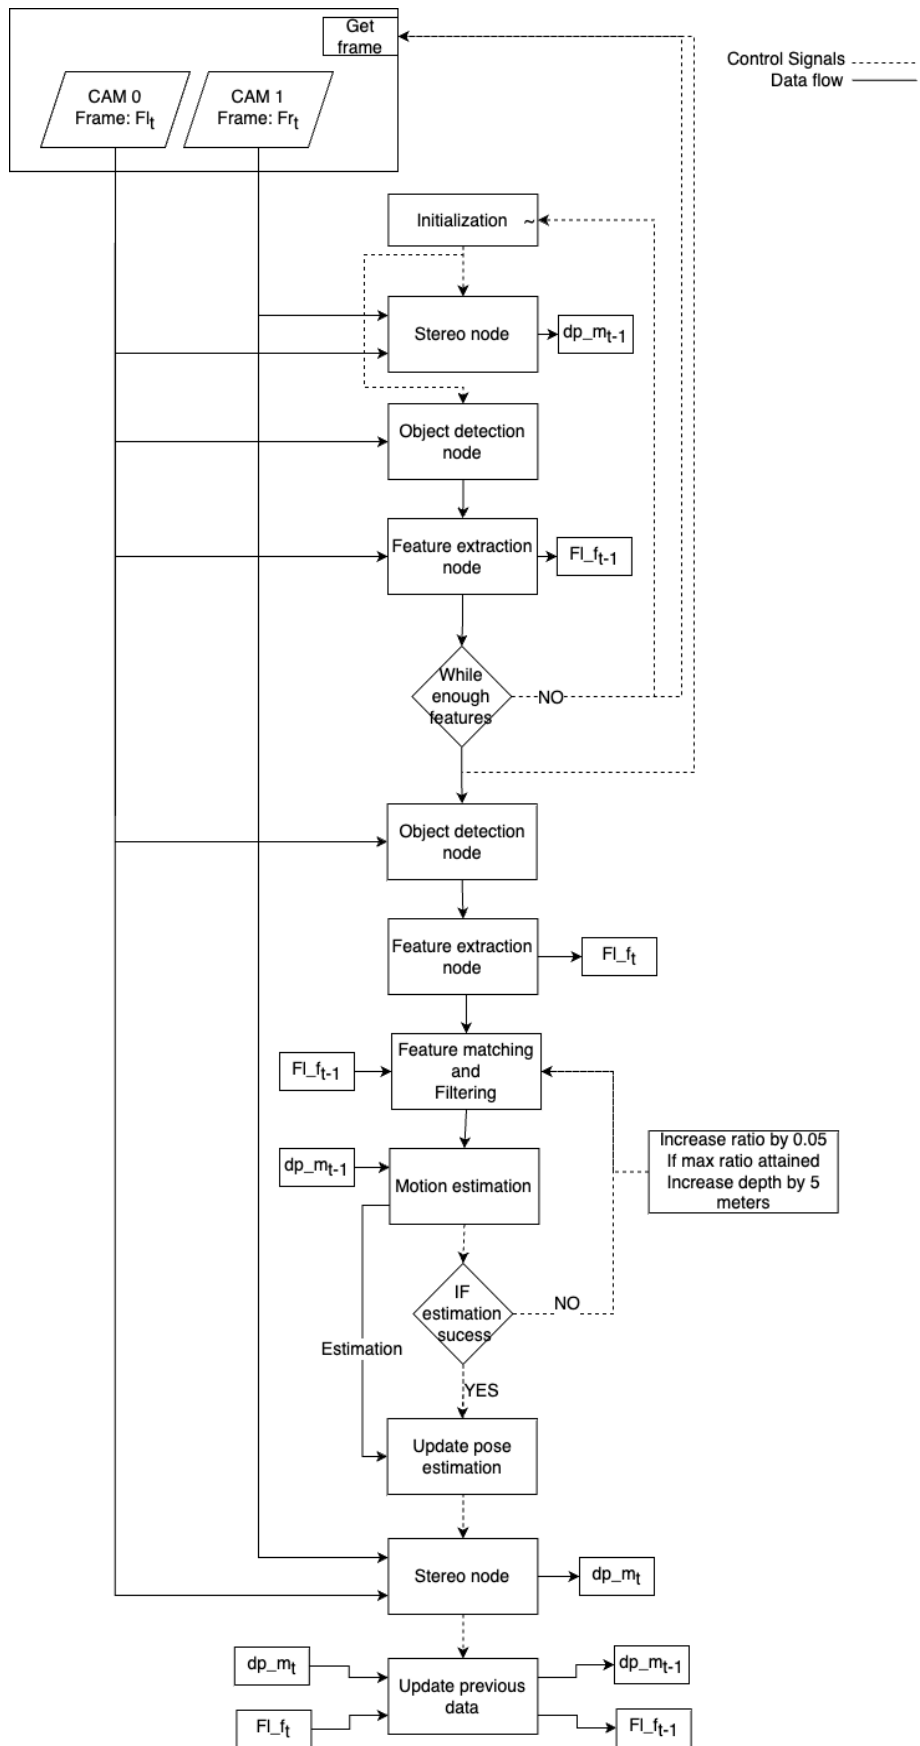 Get
frame
CAM 0
Frame: Fl_t
CAM 1
Frame: Fr_t
Control Signals
Data flow
Initialization ~
Stereo node
dp_m_t-1
Object detection
node
Feature extraction
node
Fl_f_t-1
While
enough
features
NO
Object detection
node
Feature extraction
node
Fl_f_t
Feature matching
and
Filtering
Fl_f_t-1
Increase ratio by 0.05
If max ratio attained
Increase depth by 5
meters
dp_m_t-1
Motion estimation
IF
estimation
sucess
NO
Estimation
YES
Update pose
estimation
Stereo node
dp_m_t
dp_m_t
Update previous
data
dp_m_t-1
Fl_f_t
Fl_f_t-1